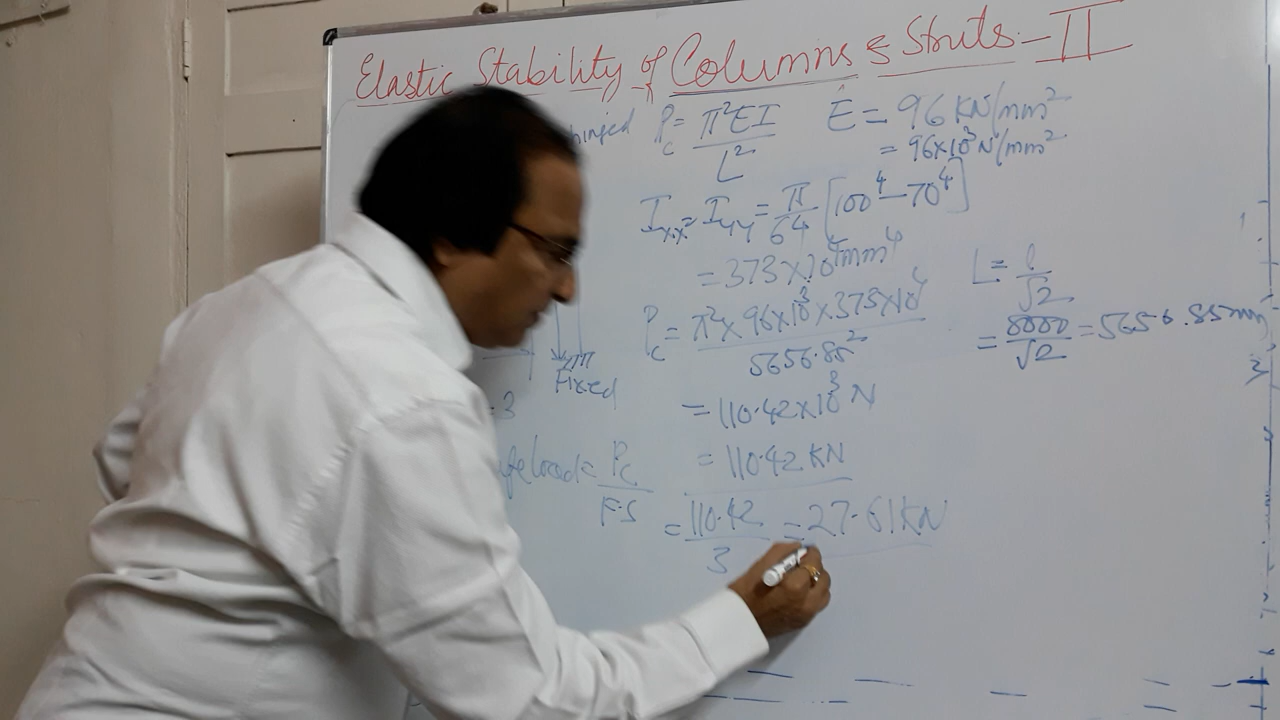 Elastic Stability of Columns & Struts - II
hinged Pc = π²EI / L² E = 96 KN/mm²
= 96×10³ N/mm²
Ixx = Iyy = π/64 [100⁴ - 70⁴]
= 373×10⁴ mm⁴
L = l/√2
Pc = π² × 96×10³ × 373×10⁴ / 5656.85²
= 8000/√2 = 5656.85 mm
Fixed
= 110.42×10³ N
3
= 110.42 KN
load = Pc / F.S
= 110.42 / 3 = 27.61 KN